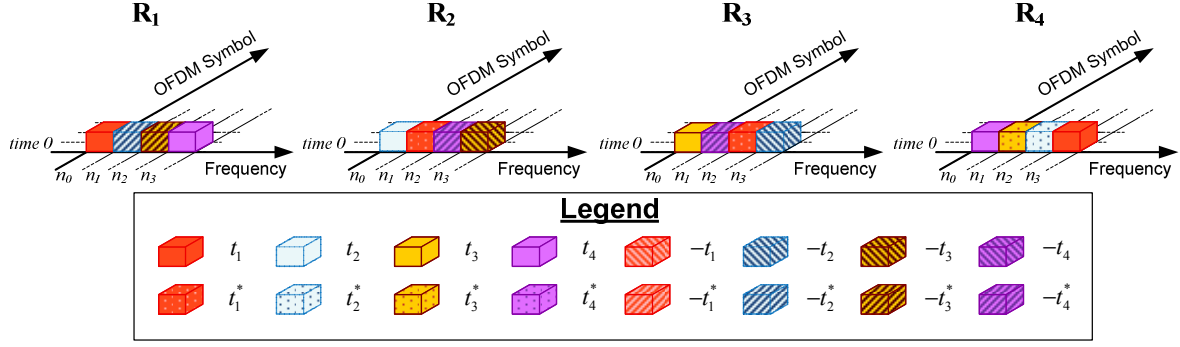 R1 R2 R3 R4
OFDM Symbol OFDM Symbol OFDM Symbol OFDM Symbol
time 0 time 0 time 0 time 0
Frequency Frequency Frequency Frequency
n0 n1 n2 n3 n0 n1 n2 n3 n0 n1 n2 n3 n0 n1 n2 n3
Legend
t1 t2 t3 t4 −t1 −t2 −t3 −t4
t1* t2* t3* t4* −t1* −t2* −t3* −t4*